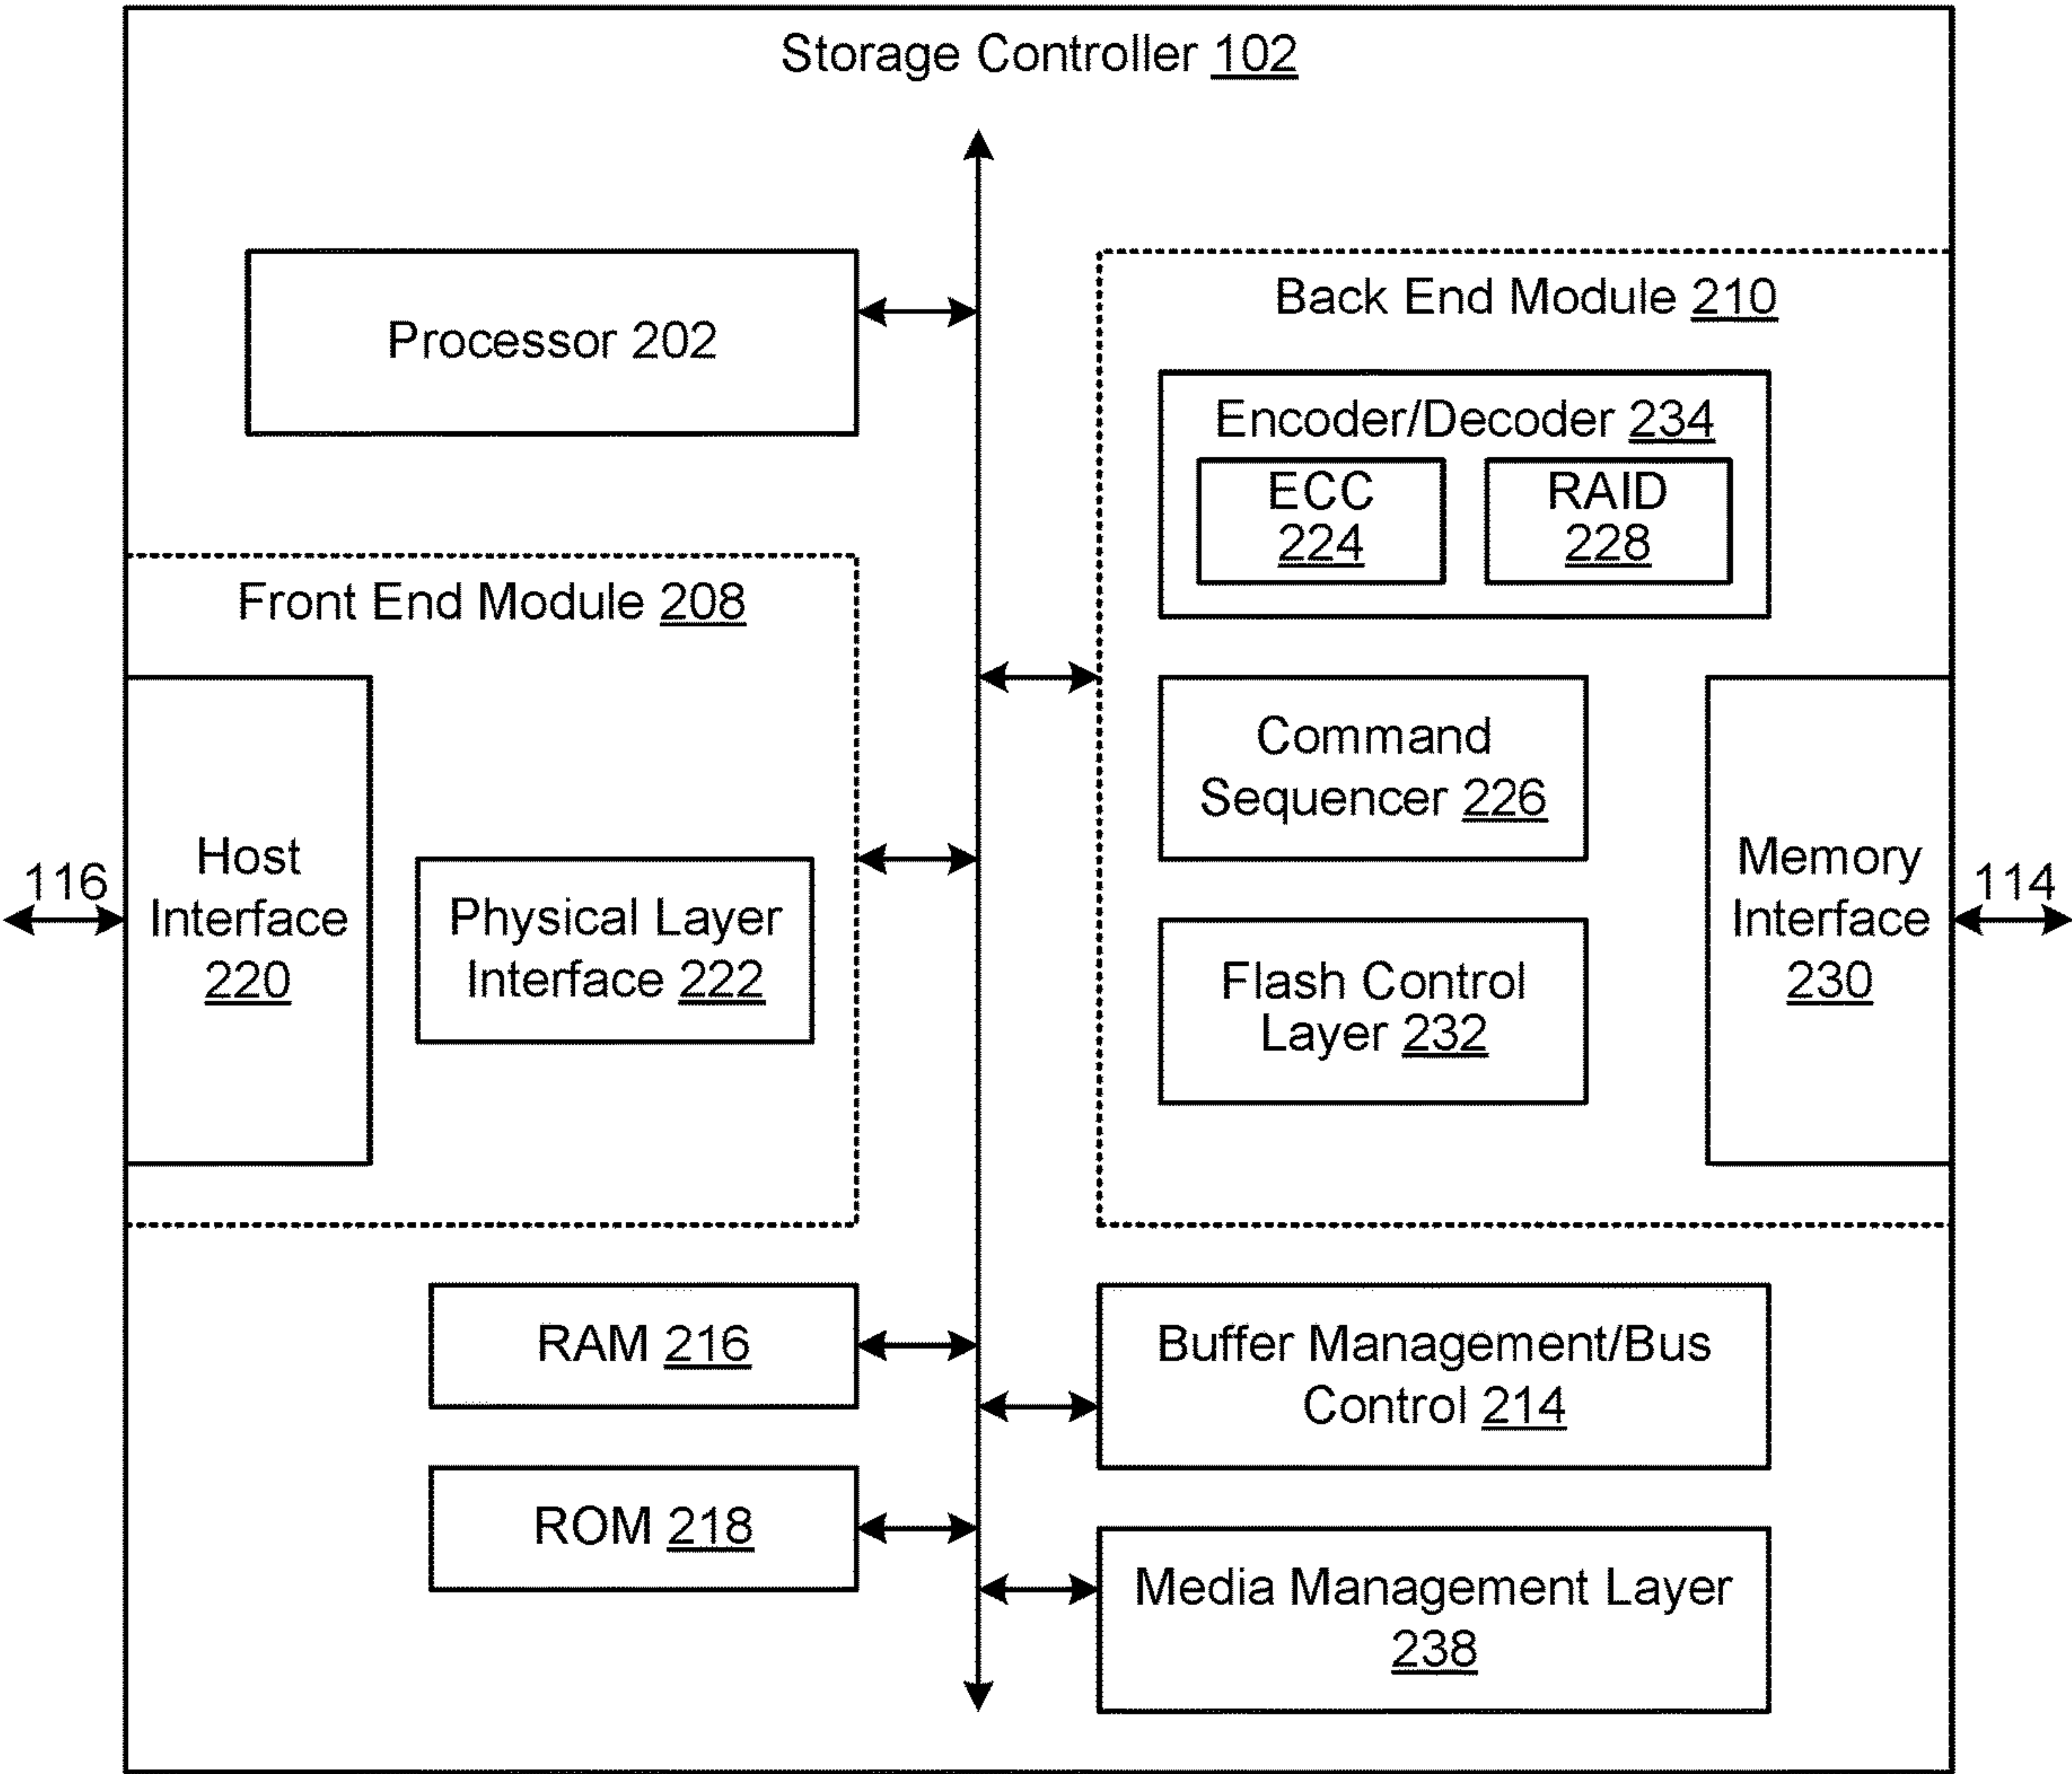 Storage Controller 102
Processor 202
Back End Module 210
Encoder/Decoder 234
ECC
224
RAID
228
Front End Module 208
Host
Interface
220
Physical Layer
Interface 222
116
Command
Sequencer 226
Flash Control
Layer 232
Memory
Interface
230
114
RAM 216
ROM 218
Buffer Management/Bus
Control 214
Media Management Layer
238